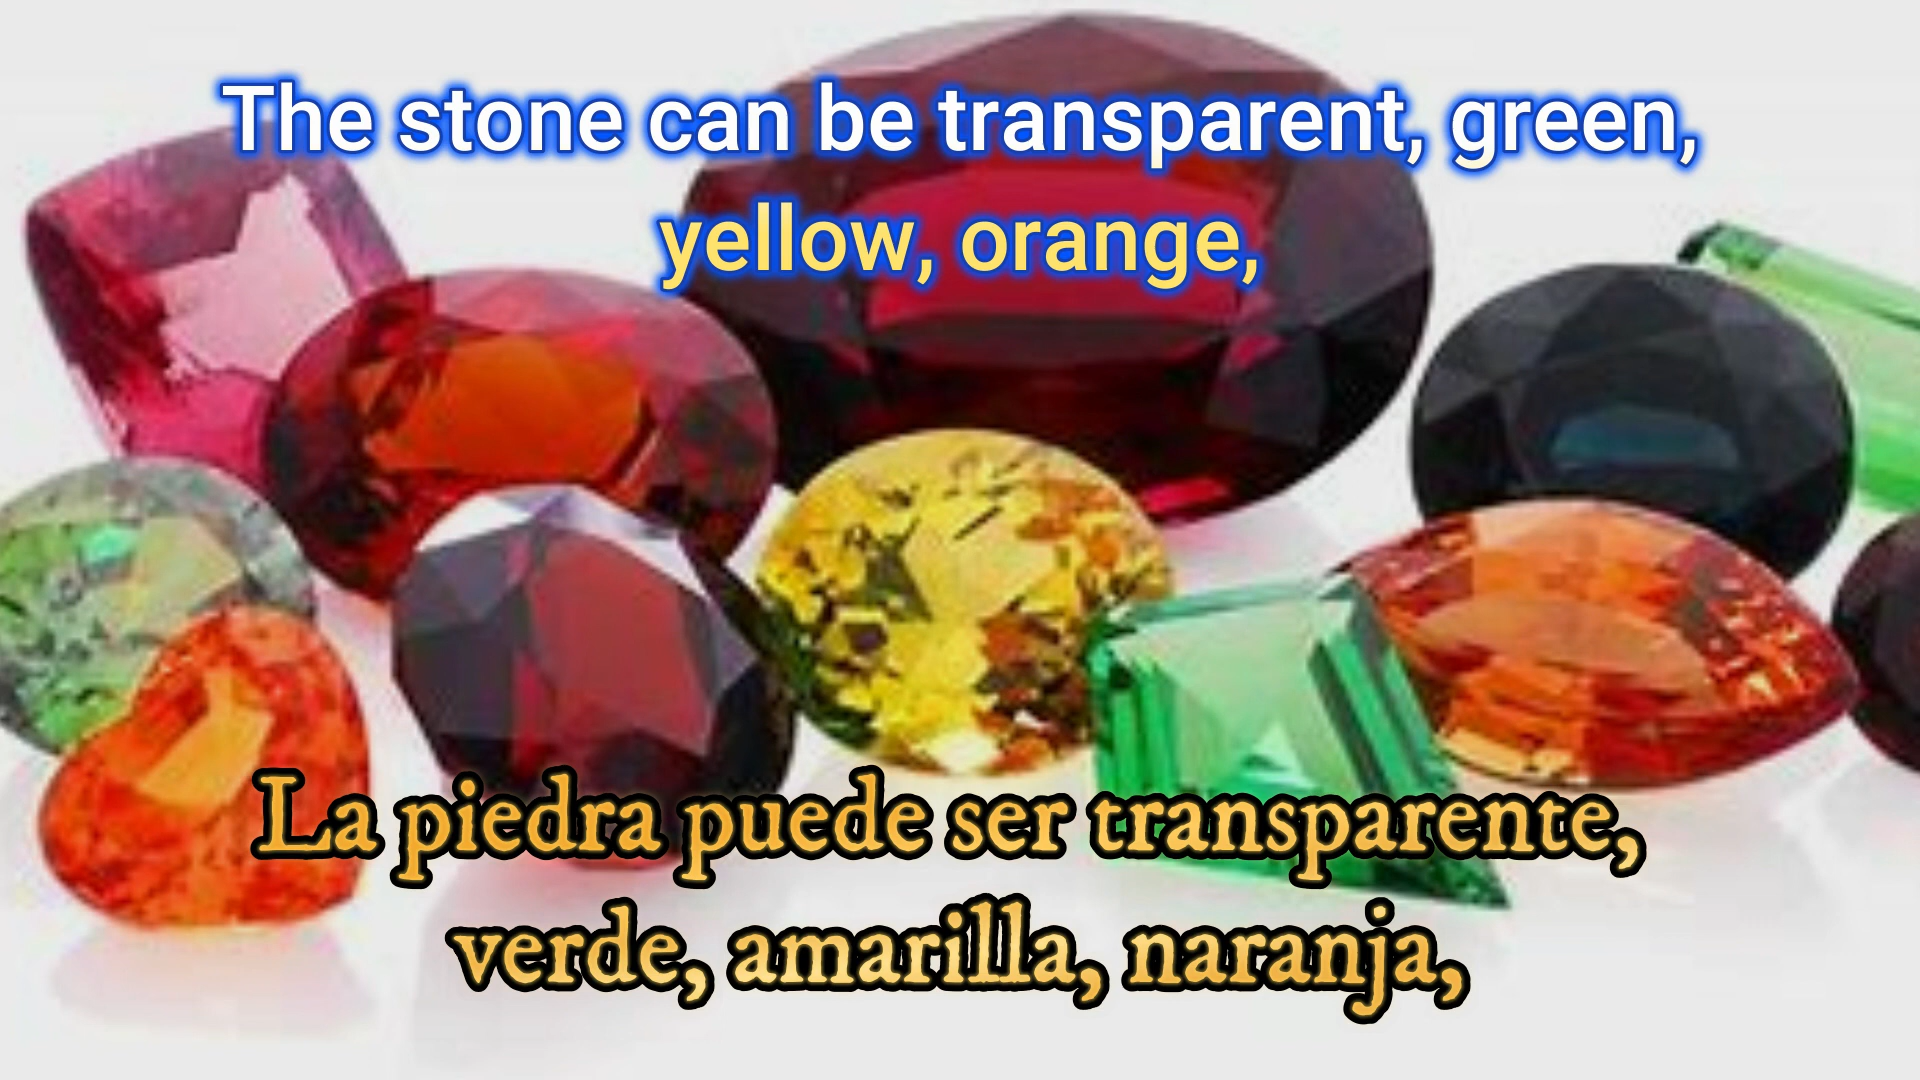 The stone can be transparent, green,
yellow, orange,
La piedra puede ser transparente,
verde, amarilla, naranja,